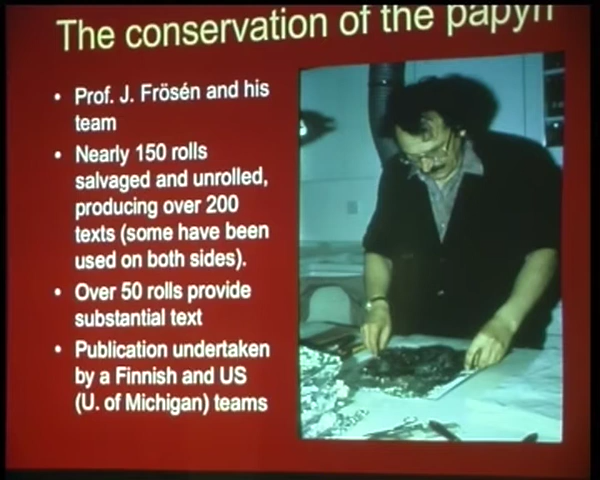 The conservation of the papyri
• Prof. J. Frösén and his
team
• Nearly 150 rolls
salvaged and unrolled,
producing over 200
texts (some have been
used on both sides).
• Over 50 rolls provide
substantial text
• Publication undertaken
by a Finnish and US
(U. of Michigan) teams